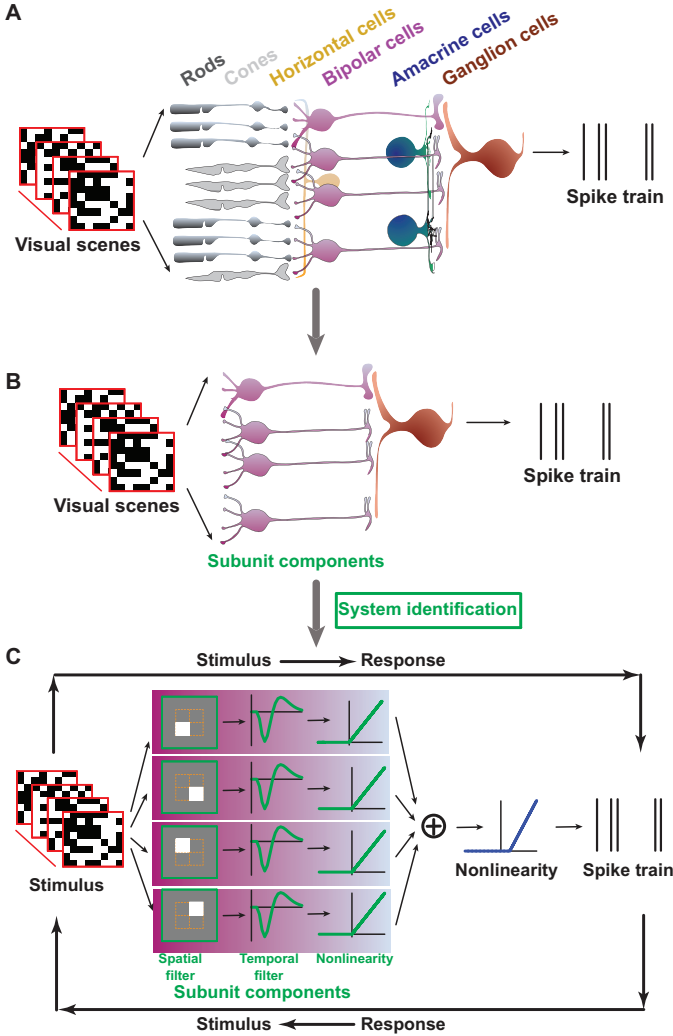 A
Rods
Cones
Horizontal cells
Bipolar cells
Amacrine cells
Ganglion cells
Visual scenes
Spike train
B
Visual scenes
Spike train
Subunit components
System identification
C
Stimulus
Response
Stimulus
Nonlinearity
Spike train
Spatial
filter
Temporal
filter
Nonlinearity
Subunit components
Stimulus
Response